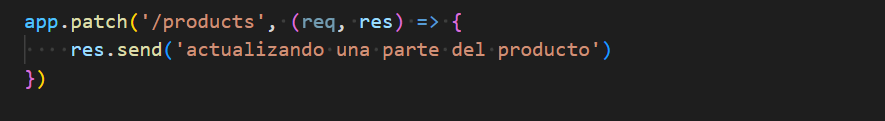 app.patch('/products', (req, res) => {
    res.send('actualizando una parte del producto')
})